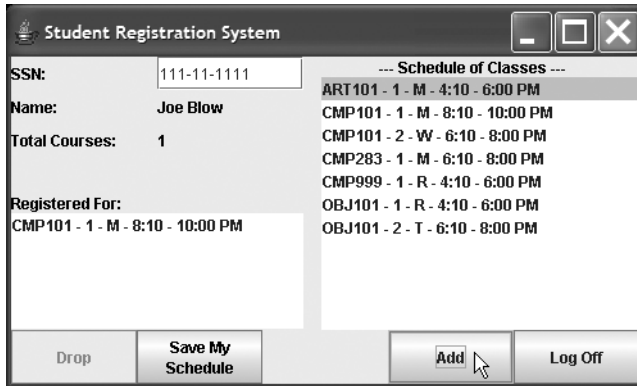 Student Registration System
SSN:
111-11-1111
Name:
Joe Blow
Total Courses:
1
Registered For:
CMP101 - 1 - M - 8:10 - 10:00 PM
--- Schedule of Classes ---
ART101 - 1 - M - 4:10 - 6:00 PM
CMP101 - 1 - M - 8:10 - 10:00 PM
CMP101 - 2 - W - 6:10 - 8:00 PM
CMP283 - 1 - M - 6:10 - 8:00 PM
CMP999 - 1 - R - 4:10 - 6:00 PM
OBJ101 - 1 - R - 4:10 - 6:00 PM
OBJ101 - 2 - T - 6:10 - 8:00 PM
Drop
Save My
Schedule
Add
Log Off